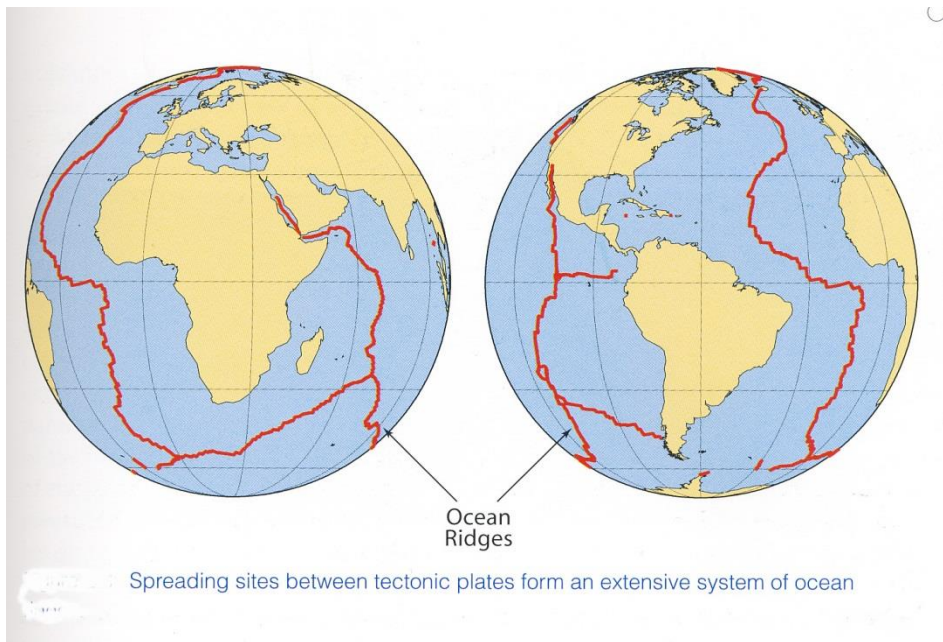 Ocean
Ridges
Spreading sites between tectonic plates form an extensive system of ocean